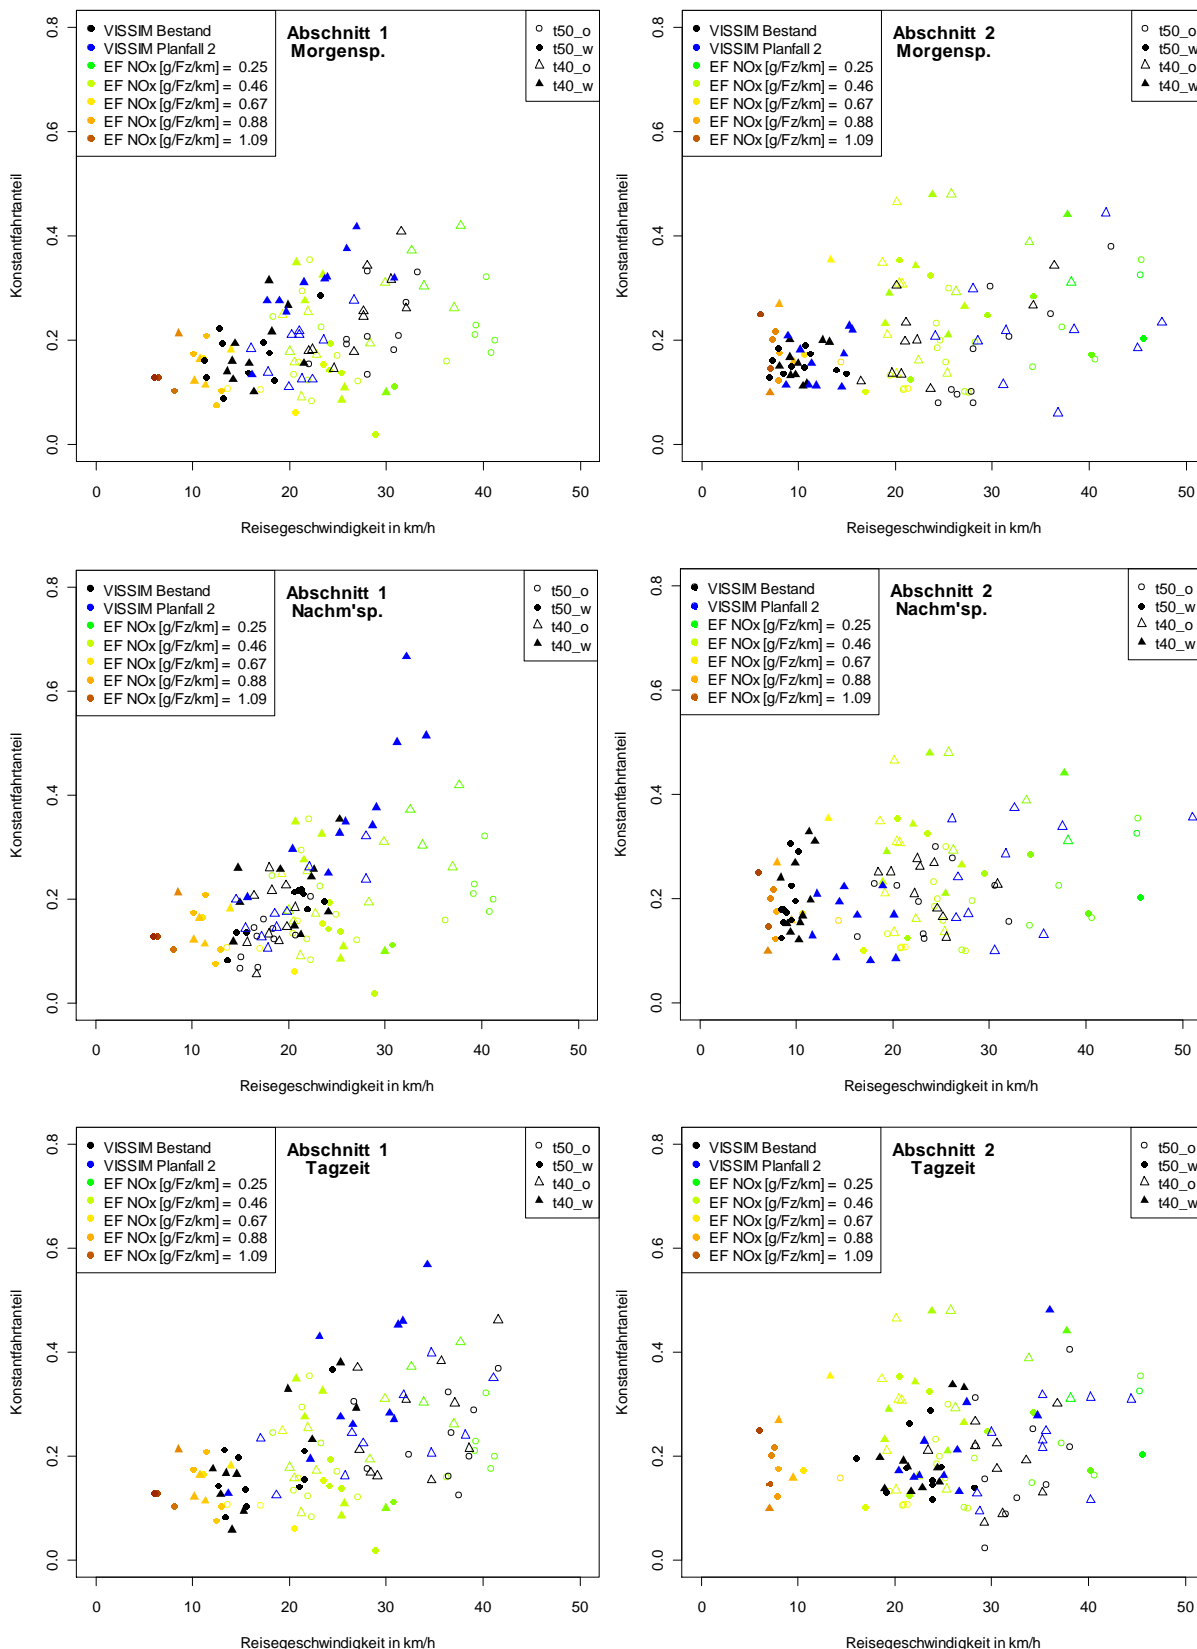 VISSIM Bestand
VISSIM Planfall 2
EF NOx [g/Fz/km] = 0.25
EF NOx [g/Fz/km] = 0.46
EF NOx [g/Fz/km] = 0.67
EF NOx [g/Fz/km] = 0.88
EF NOx [g/Fz/km] = 1.09
Abschnitt 1
Morgensp.
t50_o
t50_w
t40_o
t40_w
Konstantfahrtanteil
0.0
0.2
0.4
0.6
0.8
0 10 20 30 40 50
Reisegeschwindigkeit in km/h
VISSIM Bestand
VISSIM Planfall 2
EF NOx [g/Fz/km] = 0.25
EF NOx [g/Fz/km] = 0.46
EF NOx [g/Fz/km] = 0.67
EF NOx [g/Fz/km] = 0.88
EF NOx [g/Fz/km] = 1.09
Abschnitt 2
Morgensp.
t50_o
t50_w
t40_o
t40_w
Konstantfahrtanteil
0.0
0.2
0.4
0.6
0.8
0 10 20 30 40 50
Reisegeschwindigkeit in km/h
VISSIM Bestand
VISSIM Planfall 2
EF NOx [g/Fz/km] = 0.25
EF NOx [g/Fz/km] = 0.46
EF NOx [g/Fz/km] = 0.67
EF NOx [g/Fz/km] = 0.88
EF NOx [g/Fz/km] = 1.09
Abschnitt 1
Nachm'sp.
t50_o
t50_w
t40_o
t40_w
Konstantfahrtanteil
0.0
0.2
0.4
0.6
0.8
0 10 20 30 40 50
Reisegeschwindigkeit in km/h
VISSIM Bestand
VISSIM Planfall 2
EF NOx [g/Fz/km] = 0.25
EF NOx [g/Fz/km] = 0.46
EF NOx [g/Fz/km] = 0.67
EF NOx [g/Fz/km] = 0.88
EF NOx [g/Fz/km] = 1.09
Abschnitt 2
Nachm'sp.
t50_o
t50_w
t40_o
t40_w
Konstantfahrtanteil
0.0
0.2
0.4
0.6
0.8
0 10 20 30 40 50
Reisegeschwindigkeit in km/h
VISSIM Bestand
VISSIM Planfall 2
EF NOx [g/Fz/km] = 0.25
EF NOx [g/Fz/km] = 0.46
EF NOx [g/Fz/km] = 0.67
EF NOx [g/Fz/km] = 0.88
EF NOx [g/Fz/km] = 1.09
Abschnitt 1
Tagzeit
t50_o
t50_w
t40_o
t40_w
Konstantfahrtanteil
0.0
0.2
0.4
0.6
0.8
0 10 20 30 40 50
Reisegeschwindigkeit in km/h
VISSIM Bestand
VISSIM Planfall 2
EF NOx [g/Fz/km] = 0.25
EF NOx [g/Fz/km] = 0.46
EF NOx [g/Fz/km] = 0.67
EF NOx [g/Fz/km] = 0.88
EF NOx [g/Fz/km] = 1.09
Abschnitt 2
Tagzeit
t50_o
t50_w
t40_o
t40_w
Konstantfahrtanteil
0.0
0.2
0.4
0.6
0.8
0 10 20 30 40 50
Reisegeschwindigkeit in km/h